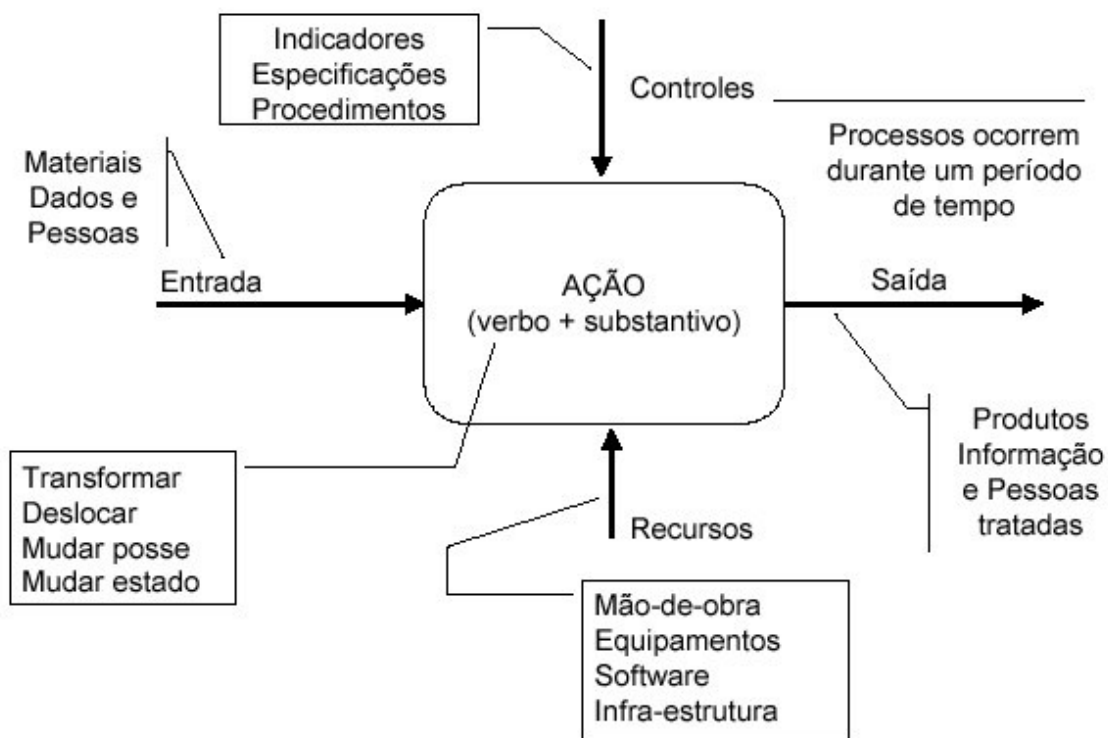 Indicadores
Especificações
Procedimentos
Controles
Processos ocorrem
durante um período
de tempo
Materiais
Dados e
Pessoas
Entrada
AÇÃO
(verbo + substantivo)
Saída
Produtos
Informação
e Pessoas
tratadas
Transformar
Deslocar
Mudar posse
Mudar estado
Recursos
Mão-de-obra
Equipamentos
Software
Infra-estrutura